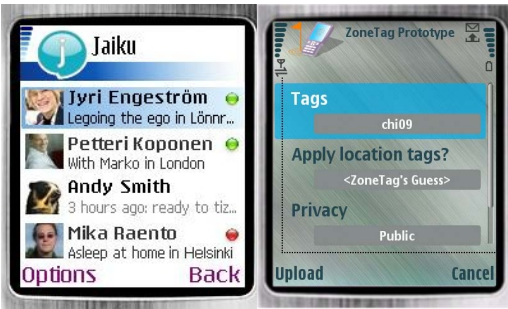 Jaiku
Jyri Engeström
Legoing the ego in Lönnr...
Petteri Koponen
With Marko in London
Andy Smith
3 hours ago: ready to tiz...
Mika Raento
Asleep at home in Helsinki
Options Back
ZoneTag Prototype
Tags
chi09
Apply location tags?
<ZoneTag's Guess>
Privacy
Public
Upload Cancel